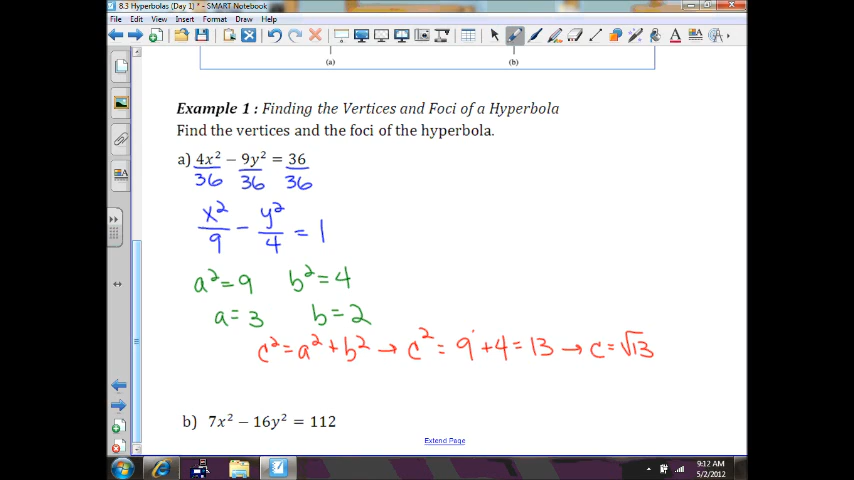 8.3 Hyperbolas (Day 1) * - SMART Notebook
File Edit View Insert Format Draw Help
(a) (b)
Example 1 : Finding the Vertices and Foci of a Hyperbola
Find the vertices and the foci of the hyperbola.
a) 4x² − 9y² = 36
36 36 36
x²/9 − y²/4 = 1
a² = 9 b² = 4
a = 3 b = 2
c² = a² + b² → c² = 9 + 4 = 13 → c = √13
b) 7x² − 16y² = 112
Extend Page
9:12 AM
5/2/2012